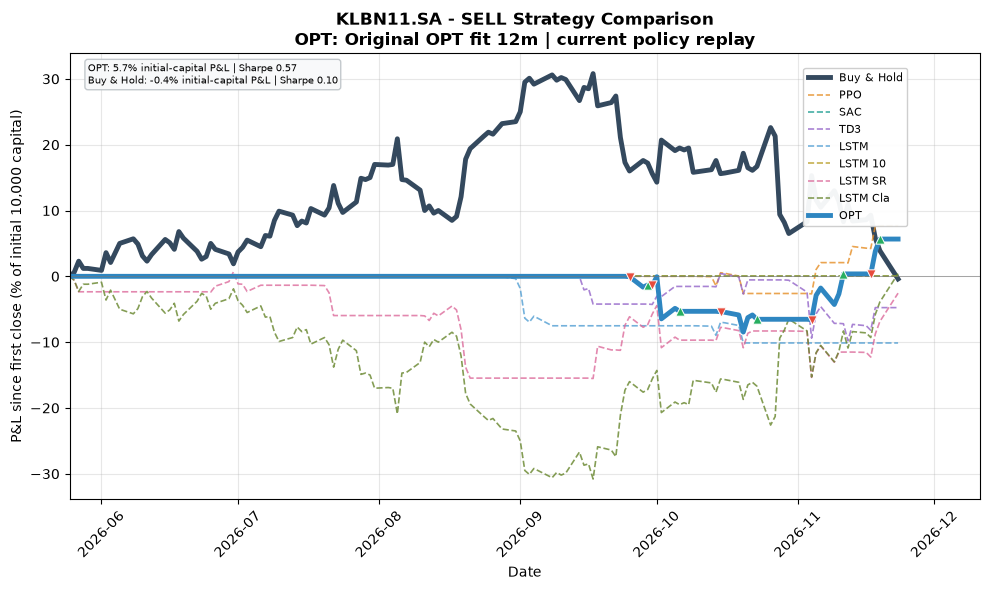 KLBN11.SA - SELL Strategy Comparison
OPT: Original OPT fit 12m | current policy replay
OPT: 5.7% initial-capital P&L | Sharpe 0.57
Buy & Hold: -0.4% initial-capital P&L | Sharpe 0.10
Buy & Hold
PPO
SAC
TD3
LSTM
LSTM 10
LSTM SR
LSTM Cla
OPT
P&L since first close (% of initial 10,000 capital)
30
20
10
0
−10
−20
−30
2026-06
2026-07
2026-08
2026-09
2026-10
2026-11
2026-12
Date